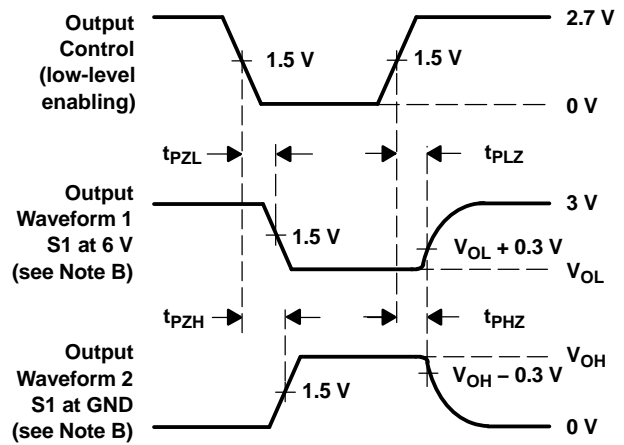 Output
Control
(low-level
enabling)
1.5 V
1.5 V
2.7 V
0 V
tPZL
tPLZ
Output
Waveform 1
S1 at 6 V
(see Note B)
1.5 V
3 V
VOL + 0.3 V
VOL
tPZH
tPHZ
Output
Waveform 2
S1 at GND
(see Note B)
1.5 V
VOH
VOH − 0.3 V
0 V